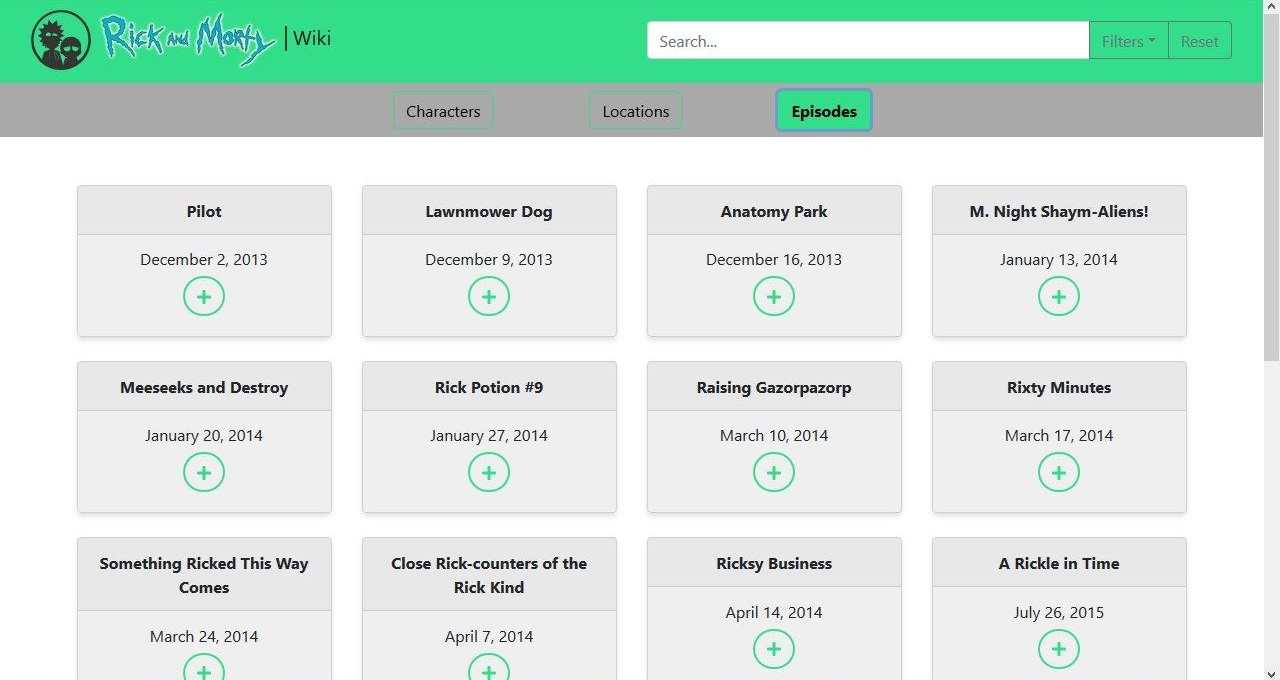 Rick and Morty | Wiki
Search...
Filters
Reset
Characters
Locations
Episodes
Pilot
December 2, 2013
Lawnmower Dog
December 9, 2013
Anatomy Park
December 16, 2013
M. Night Shaym-Aliens!
January 13, 2014
Meeseeks and Destroy
January 20, 2014
Rick Potion #9
January 27, 2014
Raising Gazorpazorp
March 10, 2014
Rixty Minutes
March 17, 2014
Something Ricked This Way
Comes
March 24, 2014
Close Rick-counters of the
Rick Kind
April 7, 2014
Ricksy Business
April 14, 2014
A Rickle in Time
July 26, 2015